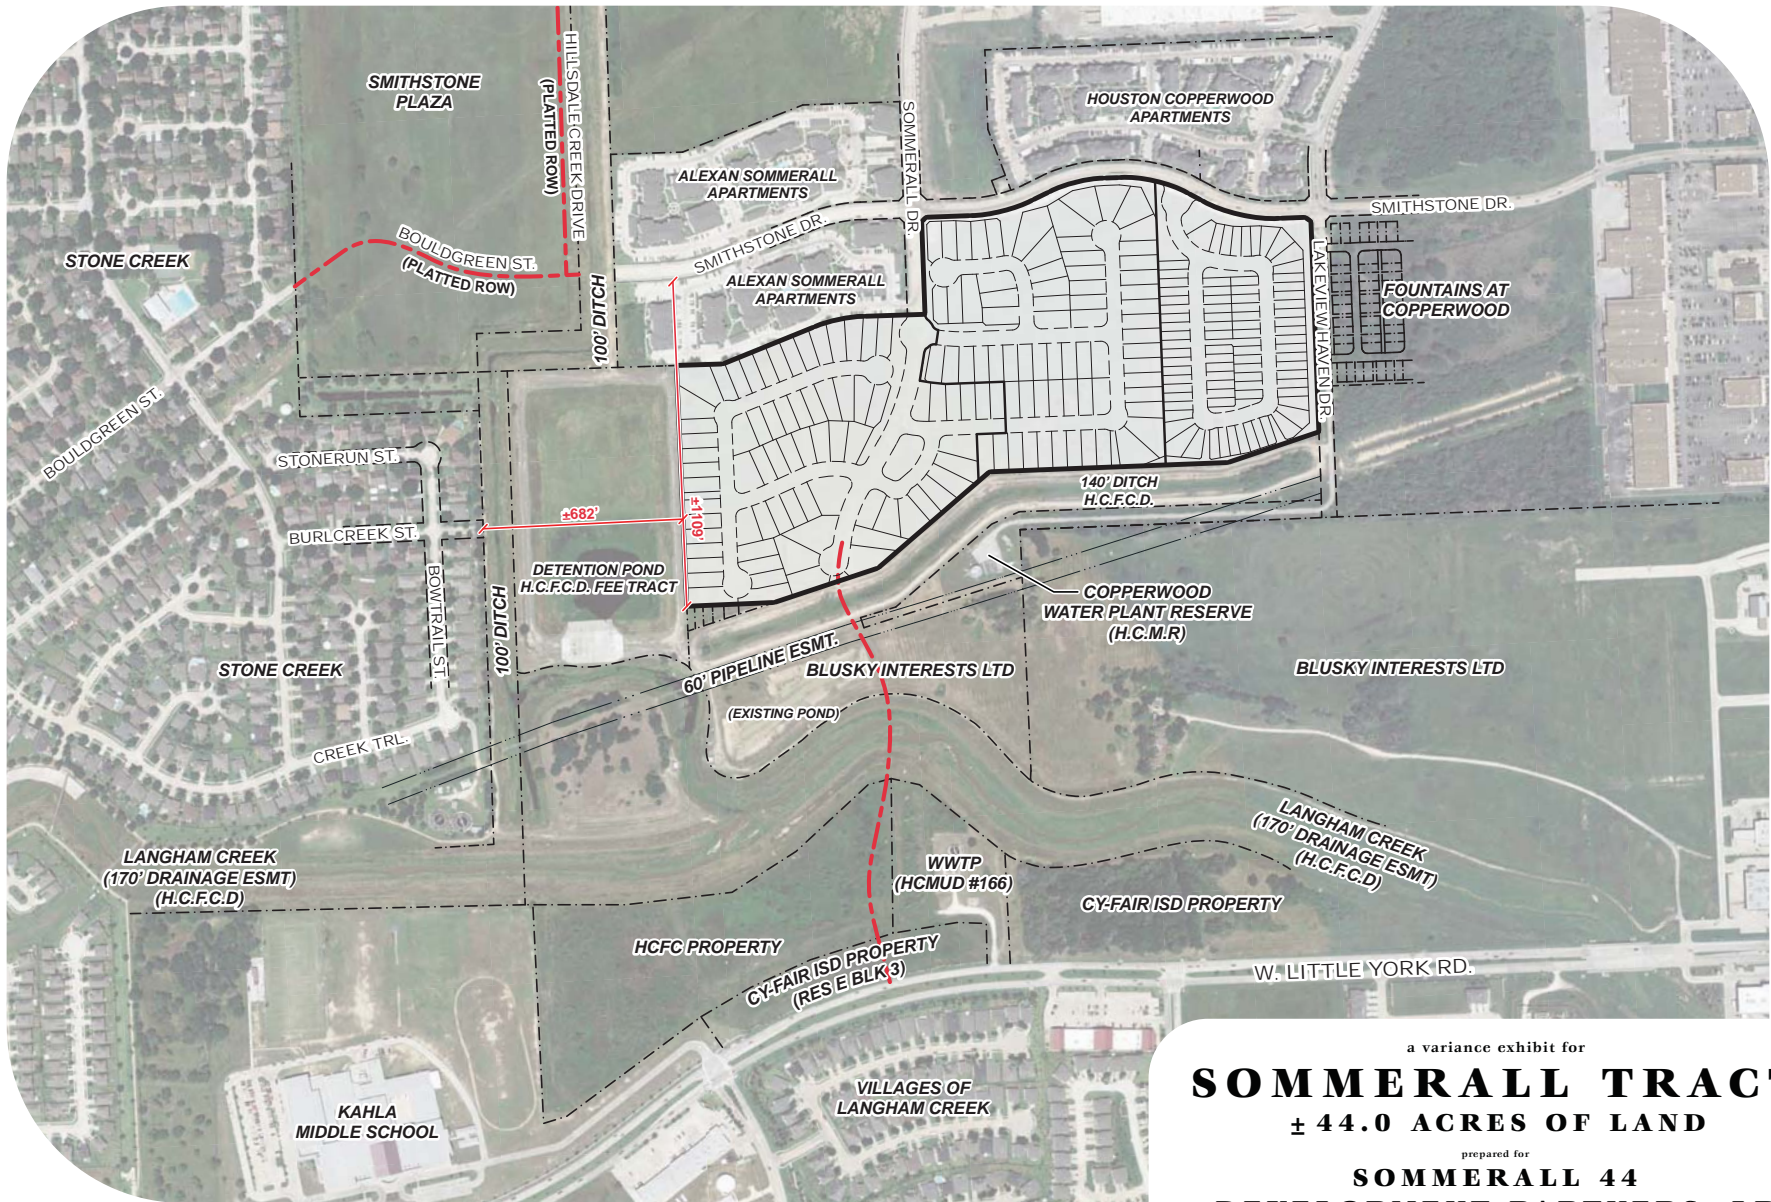 SMITHSTONE
PLAZA
HILLSDALE CREEK DRIVE
(PLATTED ROW)
SOMMERALL DR.
HOUSTON COPPERWOOD
APARTMENTS
ALEXAN SOMMERALL
APARTMENTS
SMITHSTONE DR.
SMITHSTONE DR.
BOULDGREEN ST.
(PLATTED ROW)
STONE CREEK
ALEXAN SOMMERALL
APARTMENTS
LAKEVIEW HAVEN DR.
FOUNTAINS AT
COPPERWOOD
100' DITCH
BOULDGREEN ST.
STONERUN ST.
BURLCREEK ST.
BOWTRAIL ST.
±682'
±1109'
140' DITCH
H.C.F.C.D.
DETENTION POND
H.C.F.C.D. FEE TRACT
100' DITCH
COPPERWOOD
WATER PLANT RESERVE
(H.C.M.R)
STONE CREEK
60' PIPELINE ESMT.
BLUSKY INTERESTS LTD
BLUSKY INTERESTS LTD
(EXISTING POND)
CREEK TRL.
LANGHAM CREEK
(170' DRAINAGE ESMT)
(H.C.F.C.D)
LANGHAM CREEK
(170' DRAINAGE ESMT)
(H.C.F.C.D)
WWTP
(HCMUD #166)
CY-FAIR ISD PROPERTY
HCFC PROPERTY
CY-FAIR ISD PROPERTY
(RES E BLK 3)
W. LITTLE YORK RD.
KAHLA
MIDDLE SCHOOL
VILLAGES OF
LANGHAM CREEK
a variance exhibit for
SOMMERALL TRACT
± 44.0 ACRES OF LAND
prepared for
SOMMERALL 44